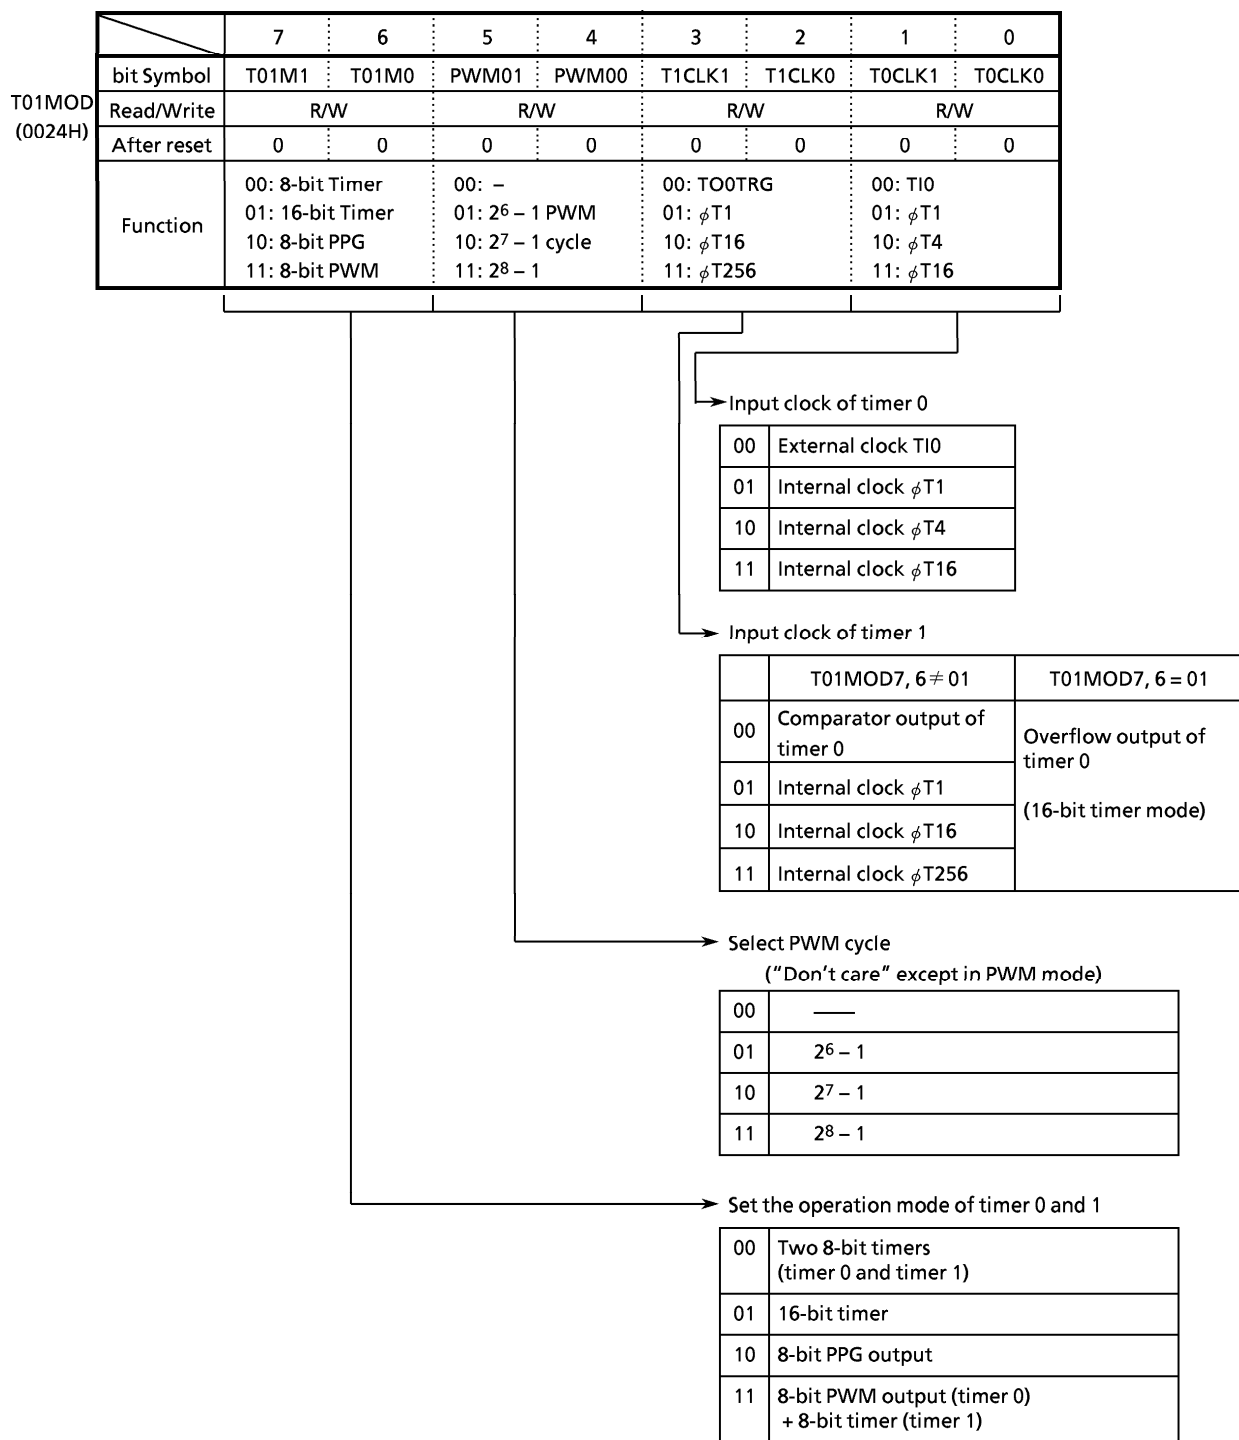 7 6 5 4 3 2 1 0
bit Symbol T01M1 T01M0 PWM01 PWM00 T1CLK1 T1CLK0 T0CLK1 T0CLK0
T01MOD
(0024H)
Read/Write R/W R/W R/W R/W
After reset 0 0 0 0 0 0 0 0
Function
00: 8-bit Timer 00: – 00: TO0TRG 00: TI0
01: 16-bit Timer 01: 2⁶ – 1 PWM 01: ϕT1 01: ϕT1
10: 8-bit PPG 10: 2⁷ – 1 cycle 10: ϕT16 10: ϕT4
11: 8-bit PWM 11: 2⁸ – 1 11: ϕT256 11: ϕT16
Input clock of timer 0
00 External clock TI0
01 Internal clock ϕT1
10 Internal clock ϕT4
11 Internal clock ϕT16
Input clock of timer 1
T01MOD7, 6 ≠ 01 T01MOD7, 6 = 01
00 Comparator output of
timer 0
01 Internal clock ϕT1
10 Internal clock ϕT16
11 Internal clock ϕT256
Overflow output of
timer 0
(16-bit timer mode)
Select PWM cycle
(“Don’t care” except in PWM mode)
00 ——
01 2⁶ – 1
10 2⁷ – 1
11 2⁸ – 1
Set the operation mode of timer 0 and 1
00 Two 8-bit timers
(timer 0 and timer 1)
01 16-bit timer
10 8-bit PPG output
11 8-bit PWM output (timer 0)
+ 8-bit timer (timer 1)